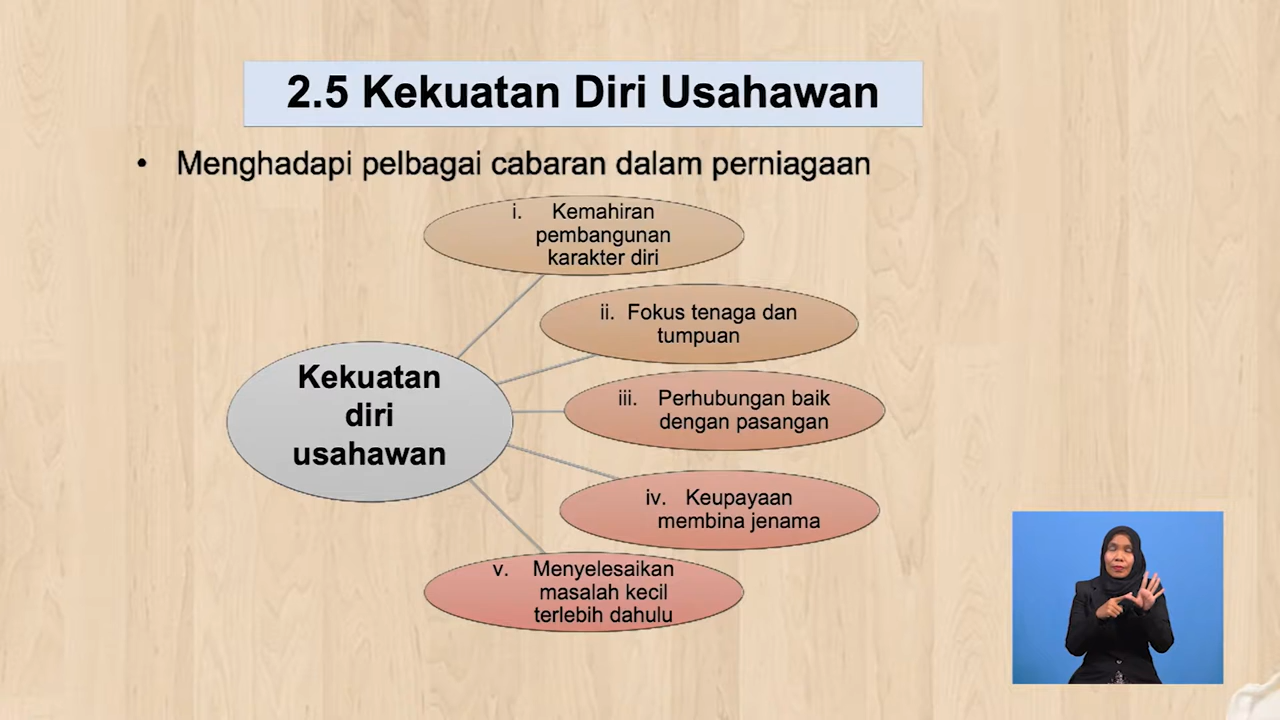 2.5 Kekuatan Diri Usahawan
• Menghadapi pelbagai cabaran dalam perniagaan
i. Kemahiran
pembangunan
karakter diri
ii. Fokus tenaga dan
tumpuan
iii. Perhubungan baik
dengan pasangan
Kekuatan
diri
usahawan
iv. Keupayaan
membina jenama
v. Menyelesaikan
masalah kecil
terlebih dahulu